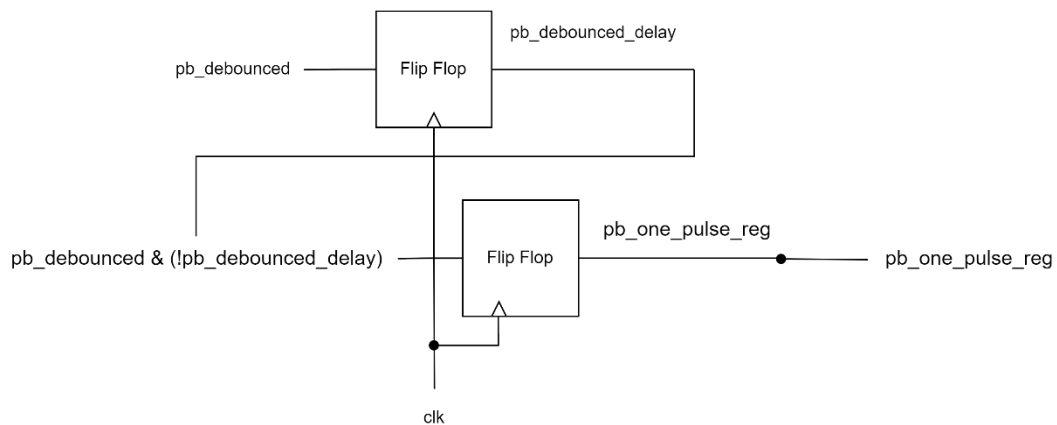 pb_debounced_delay
pb_debounced
Flip Flop
pb_one_pulse_reg
pb_debounced & (!pb_debounced_delay)
Flip Flop
pb_one_pulse_reg
clk